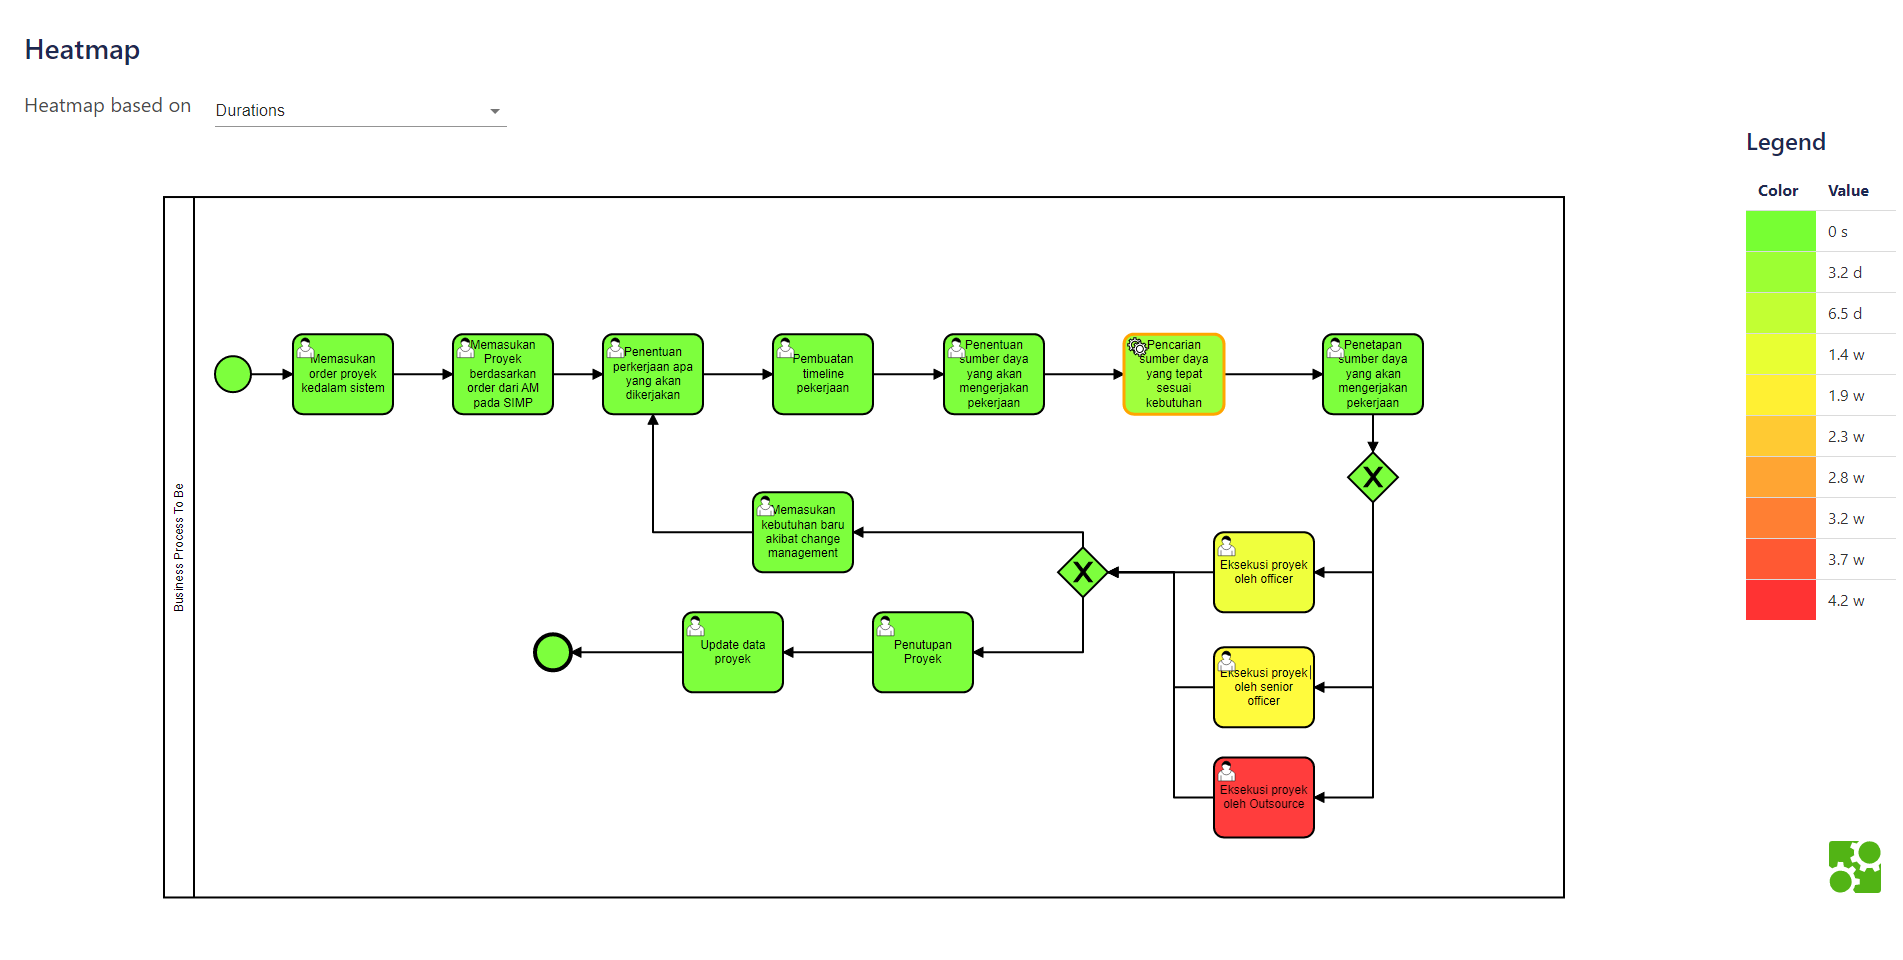 Heatmap
Heatmap based on
Durations
Legend
Color
Value
0 s
3.2 d
6.5 d
1.4 w
1.9 w
2.3 w
2.8 w
3.2 w
3.7 w
4.2 w
Business Process To Be
Memasukan
order proyek
kedalam sistem
Memasukan
Proyek
berdasarkan
order dari AM
pada SIMP
Penentuan
perkerjaan apa
yang akan
dikerjakan
Pembuatan
timeline
pekerjaan
Penentuan
sumber daya
yang akan
mengerjakan
pekerjaan
Pencarian
sumber daya
yang tepat
sesuai
kebutuhan
Penetapan
sumber daya
yang akan
mengerjakan
pekerjaan
X
Memasukan
kebutuhan baru
akibat change
management
X
Eksekusi proyek
oleh officer
Update data
proyek
Penutupan
Proyek
Eksekusi proyek
oleh senior
officer
Eksekusi proyek
oleh Outsource